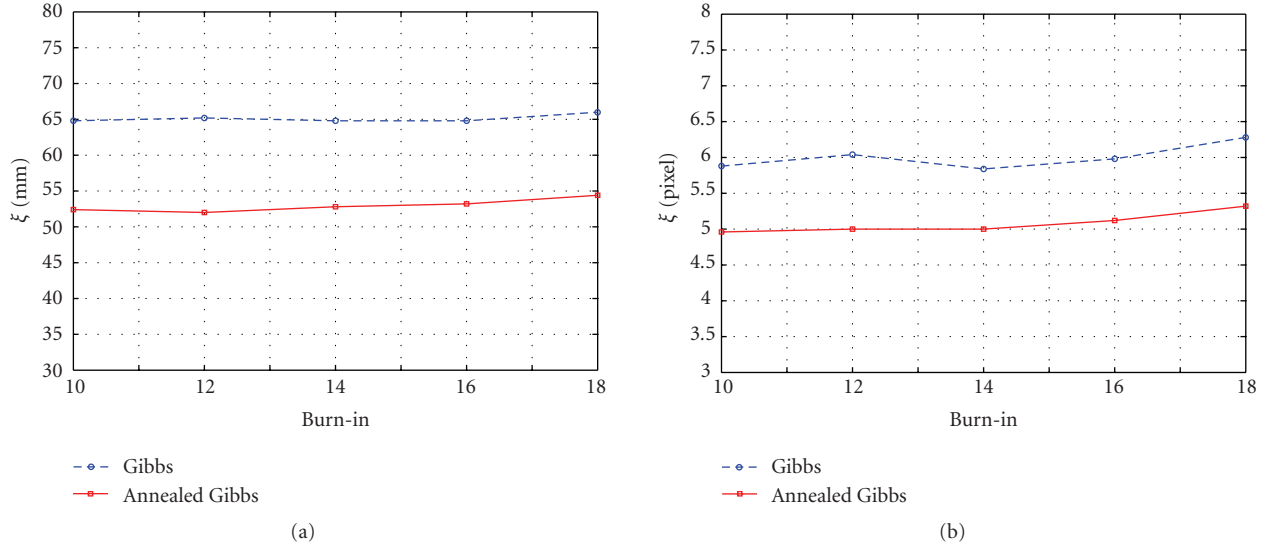 80
75
70
65
60
55
50
45
40
35
30
ξ (mm)
10 12 14 16 18
Burn-in
Gibbs
Annealed Gibbs
(a)
8
7.5
7
6.5
6
5.5
5
4.5
4
3.5
3
ξ (pixel)
10 12 14 16 18
Burn-in
Gibbs
Annealed Gibbs
(b)